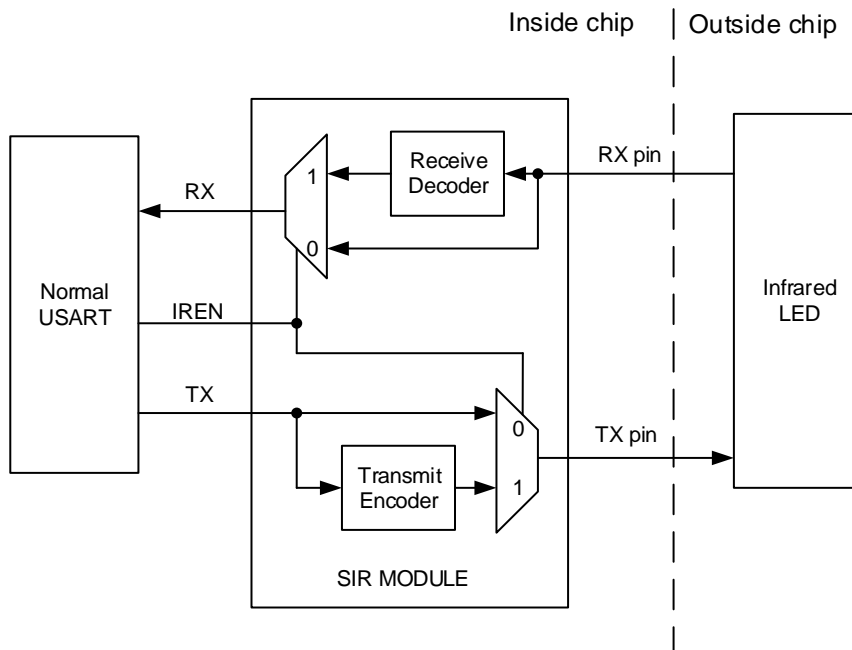 Inside chip
Outside chip
RX pin
Receive
Decoder
1
RX
0
Normal
USART
IREN
Infrared
LED
TX
0
TX pin
Transmit
Encoder
1
SIR MODULE